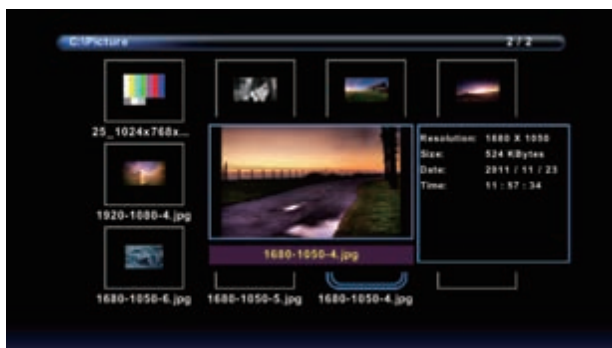 C:\Picture 2 / 2
25_1024x768x...
Resolution: 1680 X 1050
Size: 524 KBytes
Date: 2011 / 11 / 23
Time: 11 : 57 : 34
1920-1080-4.jpg
1680-1050-4.jpg
1680-1050-6.jpg 1680-1050-5.jpg 1680-1050-4.jpg